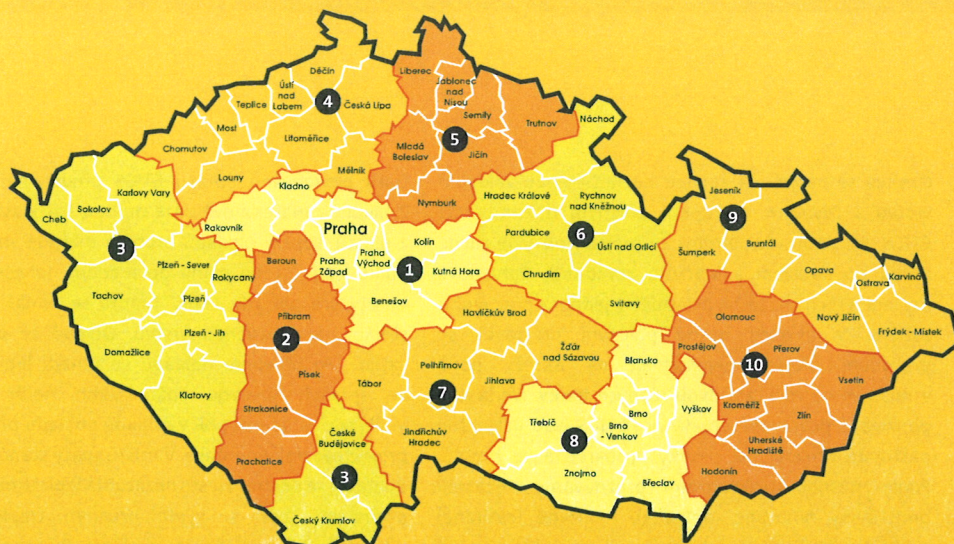 Děčín
Ústí
nad
Labem
Teplice
4
Česká Lípa
Most
Litoměřice
Chomutov
Louny
Mělník
Liberec
Jablonec
nad
Nisou
Semily
Trutnov
5
Mladá
Boleslav
Jičín
Nymburk
Náchod
Hradec Králové
Rychnov
nad Kněžnou
Pardubice
6
Ústí nad Orlicí
Chrudim
Svitavy
Karlovy Vary
Sokolov
Cheb
3
Plzeň - Sever
Rokycany
Tachov
Plzeň
Plzeň - Jih
Domažlice
Klatovy
Kladno
Rakovník
Praha
Praha
Západ
Praha
Východ
Kolín
1
Kutná Hora
Benešov
Beroun
Příbram
2
Písek
Strakonice
Prachatice
České
Budějovice
3
Český Krumlov
Havlíčkův Brod
Žďár
nad Sázavou
Pelhřimov
Tábor
7
Jihlava
Jindřichův
Hradec
Blansko
Třebíč
Brno
Vyškov
Brno
- Venkov
8
Znojmo
Břeclav
Jeseník
9
Bruntál
Šumperk
Opava
Ostrava
Karviná
Nový Jičín
Frýdek - Místek
Olomouc
Prostějov
Přerov
10
Vsetín
Kroměříž
Zlín
Uherské
Hradiště
Hodonín